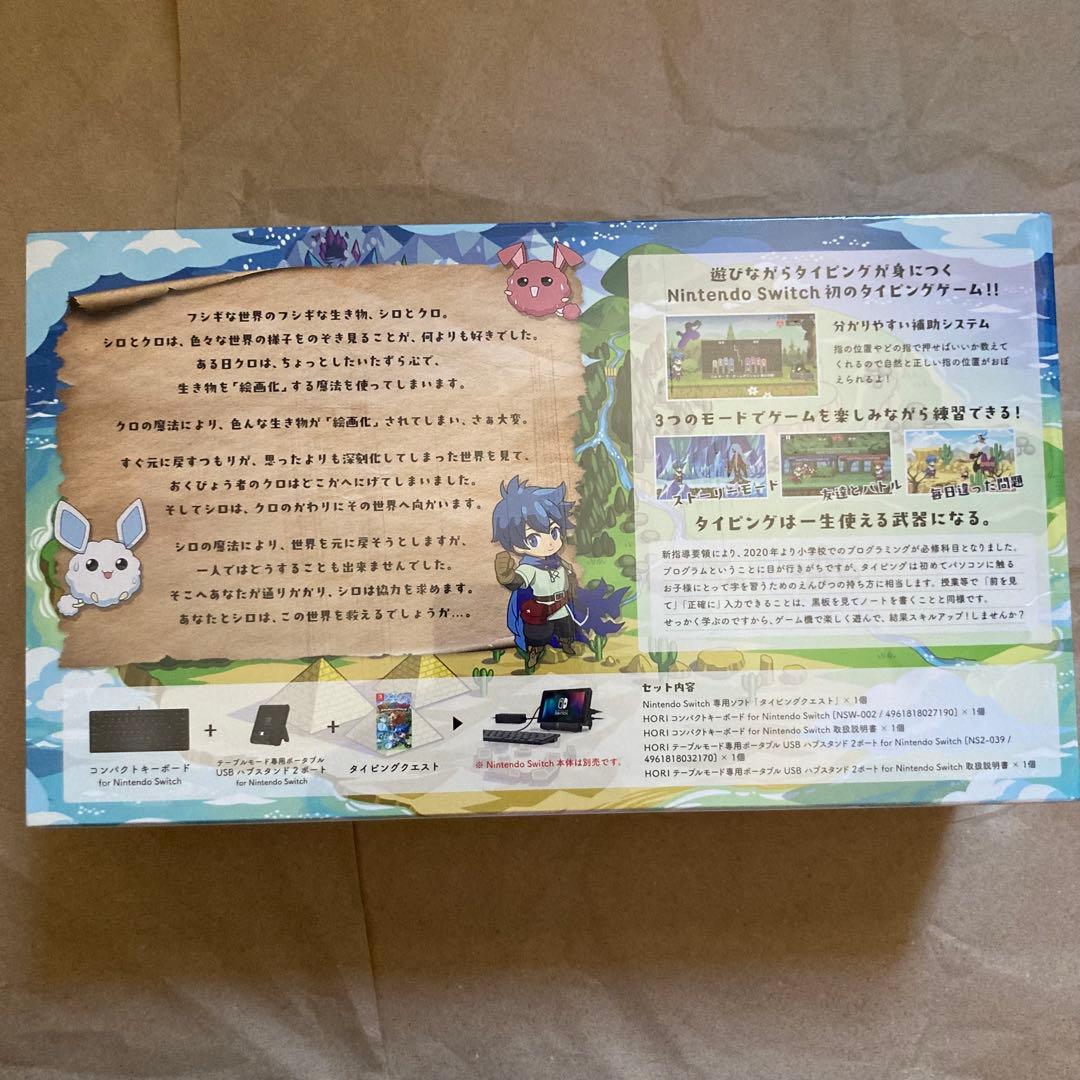 フシギな世界のフシギな生き物、シロとクロ。
シロとクロは、色々な世界の様子をのぞき見ることが、何よりも好きでした。
ある日クロは、ちょっとしたいたずら心で、
生き物を「絵画化」する魔法を使ってしまいます。
クロの魔法により、色んな生き物が「絵画化」されてしまい、さぁ大変。
すぐ元に戻すつもりが、思ったよりも深刻化してしまった世界を見て、
おくびょう者のクロはどこかへにげてしまいました。
そしてシロは、クロのかわりにその世界へ向かいます。
シロの魔法により、世界を元に戻そうとしますが、
一人ではどうすることも出来ませんでした。
そこへあなたが通りかかり、シロは協力を求めます。
あなたとシロは、この世界を救えるでしょうか…。
遊びながらタイピングが身につく
Nintendo Switch 初のタイピングゲーム!!
分かりやすい補助システム
指の位置やどの指で押せばいいか教えて
くれるので自然と正しい指の位置がおぼ
えられるよ!
3つのモードでゲームを楽しみながら練習できる!
ストーリーモード
友達とバトル
毎日違った問題
タイピングは一生使える武器になる。
新指導要領により、2020年より小学校でのプログラミングが必修科目となりました。
プログラムということに目が行きがちですが、タイピングは初めてパソコンに触る
お子様にとって字を習うためのえんぴつの持ち方に相当します。授業等で「前を見
て」「正確に」入力できることは、黒板を見てノートを書くことと同様です。
せっかく学ぶのですから、ゲーム機で楽しく遊んで、結果スキルアップ!しませんか?
コンパクトキーボード
for Nintendo Switch
+
テーブルモード専用ポータブル
USB ハブスタンド 2ポート
for Nintendo Switch
+
タイピングクエスト
※ Nintendo Switch 本体は別売です。
セット内容
Nintendo Switch 専用ソフト「タイピングクエスト」× 1個
HORI コンパクトキーボード for Nintendo Switch [NSW-002 / 4961818027190] × 1個
HORI コンパクトキーボード for Nintendo Switch 取扱説明書 × 1個
HORI テーブルモード専用ポータブル USB ハブスタンド 2ポート for Nintendo Switch [NS2-039 /
4961818032170] × 1個
HORI テーブルモード専用ポータブル USB ハブスタンド 2ポート for Nintendo Switch 取扱説明書 × 1個